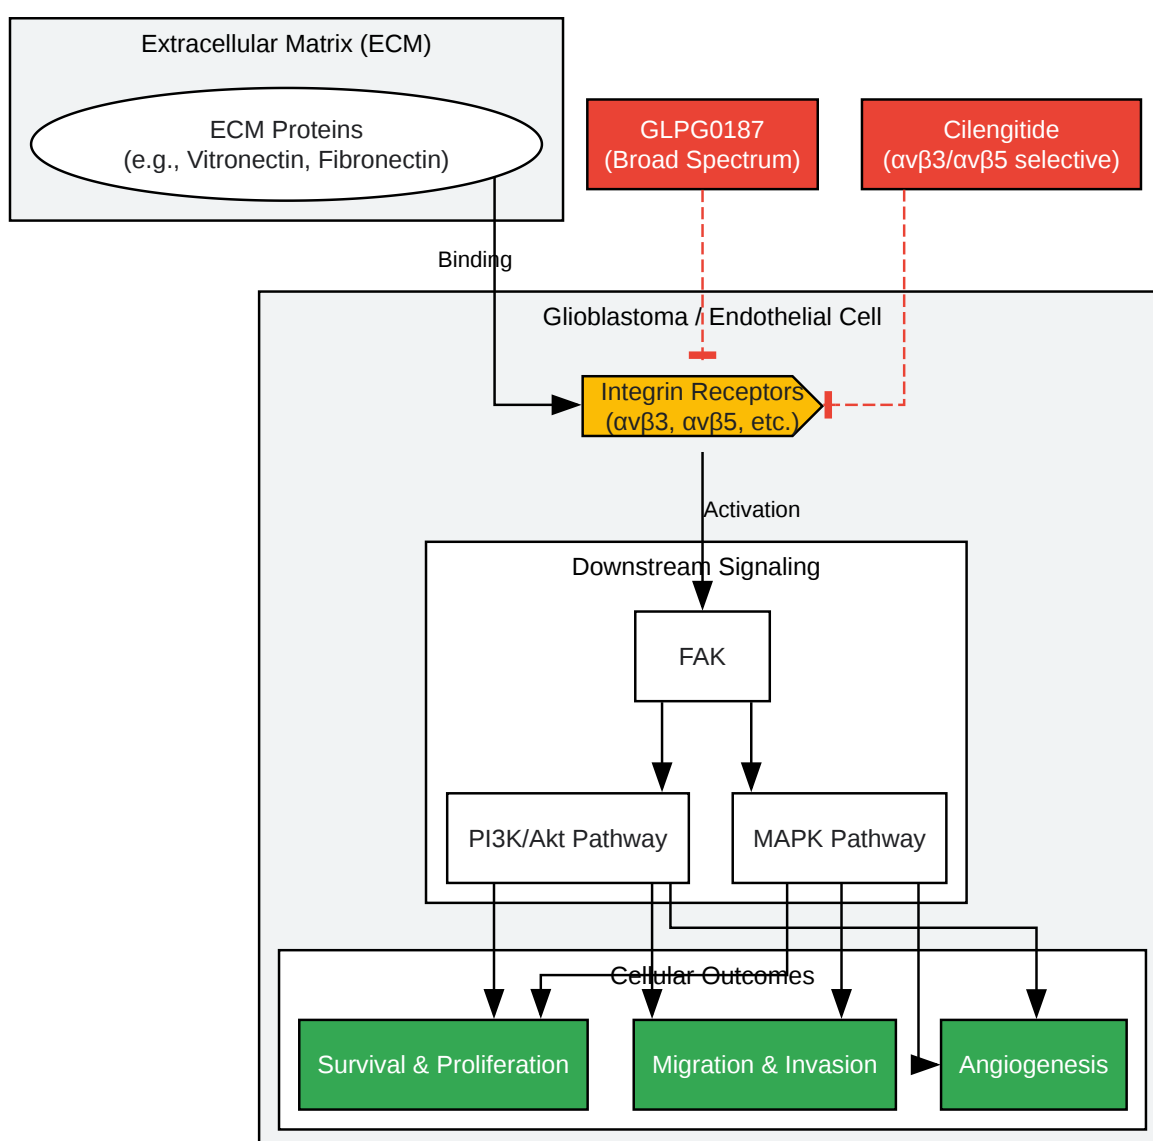 Extracellular Matrix (ECM)
ECM Proteins
(e.g., Vitronectin, Fibronectin)
GLPG0187
(Broad Spectrum)
Cilengitide
(αvβ3/αvβ5 selective)
Binding
Glioblastoma / Endothelial Cell
Integrin Receptors
(αvβ3, αvβ5, etc.)
Activation
Downstream Signaling
FAK
PI3K/Akt Pathway
MAPK Pathway
Cellular Outcomes
Survival & Proliferation
Migration & Invasion
Angiogenesis